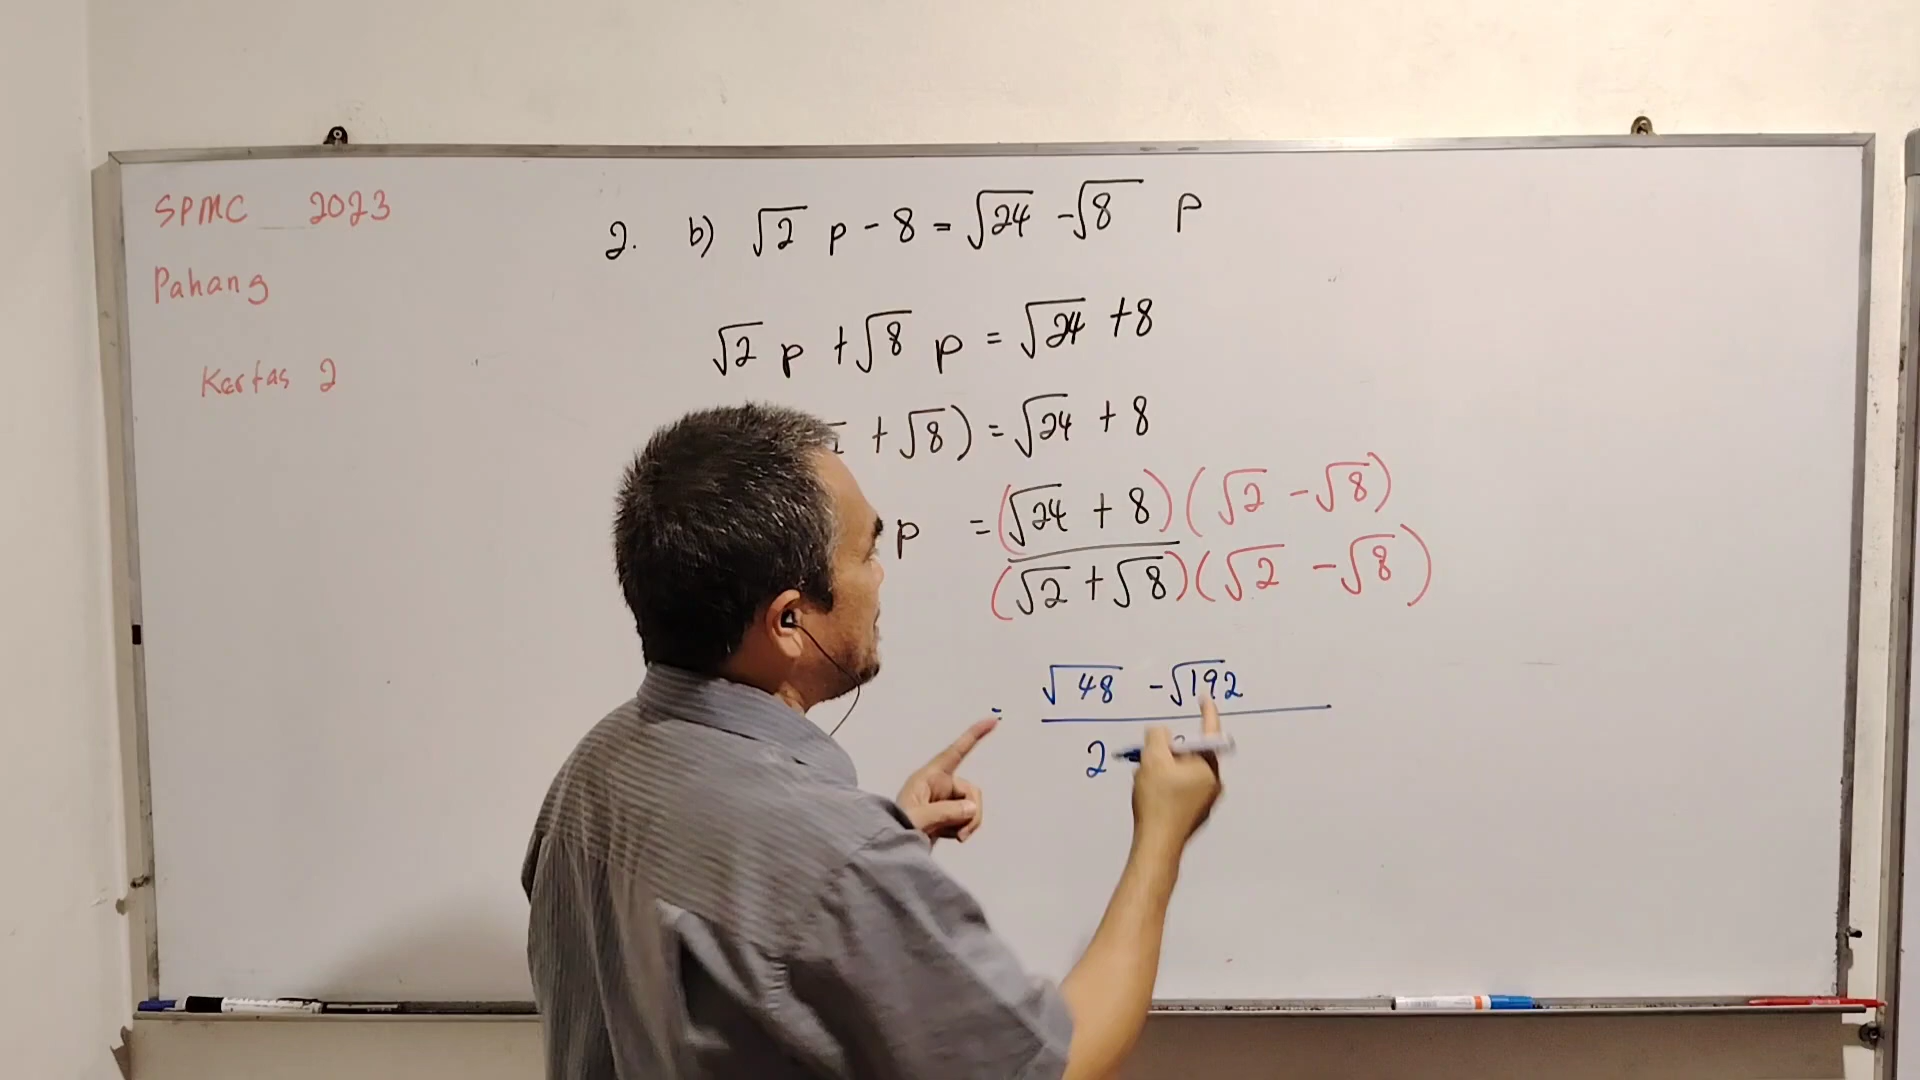 SPMC 2023
Pahang
Kertas 2
2. b) √2 p - 8 = √24 - √8 p
√2 p + √8 p = √24 + 8
+ √8) = √24 + 8
p = (√24 + 8)(√2 - √8)
(√2 + √8)(√2 - √8)
= √48 - √192
2 -